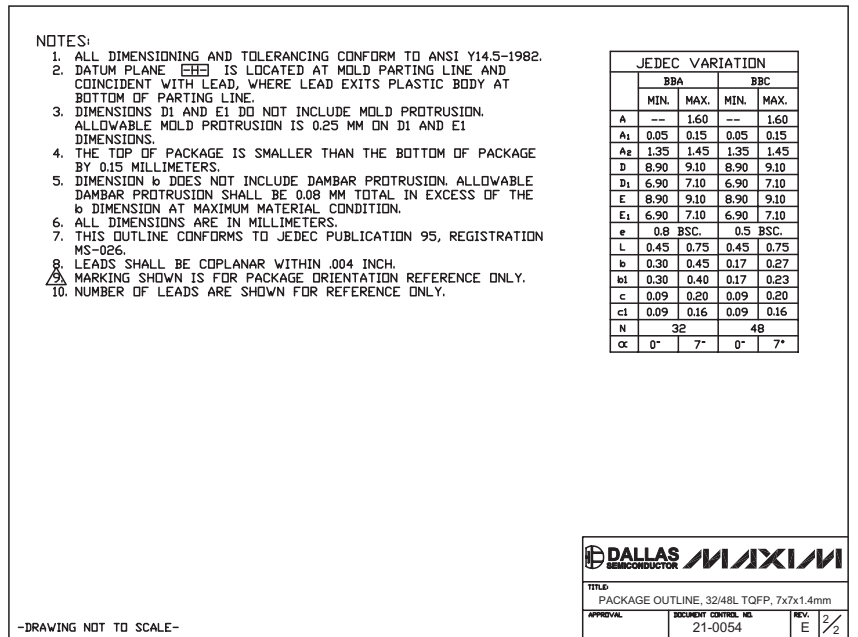 NOTES:
1. ALL DIMENSIONING AND TOLERANCING CONFORM TO ANSI Y14.5-1982.
2. DATUM PLANE -H- IS LOCATED AT MOLD PARTING LINE AND
COINCIDENT WITH LEAD, WHERE LEAD EXITS PLASTIC BODY AT
BOTTOM OF PARTING LINE.
3. DIMENSIONS D1 AND E1 DO NOT INCLUDE MOLD PROTRUSION.
ALLOWABLE MOLD PROTRUSION IS 0.25 MM ON D1 AND E1
DIMENSIONS.
4. THE TOP OF PACKAGE IS SMALLER THAN THE BOTTOM OF PACKAGE
BY 0.15 MILLIMETERS.
5. DIMENSION b DOES NOT INCLUDE DAMBAR PROTRUSION. ALLOWABLE
DAMBAR PROTRUSION SHALL BE 0.08 MM TOTAL IN EXCESS OF THE
b DIMENSION AT MAXIMUM MATERIAL CONDITION.
6. ALL DIMENSIONS ARE IN MILLIMETERS.
7. THIS OUTLINE CONFORMS TO JEDEC PUBLICATION 95, REGISTRATION
MS-026.
8. LEADS SHALL BE COPLANAR WITHIN .004 INCH.
9. MARKING SHOWN IS FOR PACKAGE ORIENTATION REFERENCE ONLY.
10. NUMBER OF LEADS ARE SHOWN FOR REFERENCE ONLY.
JEDEC VARIATION
BBA BBC
MIN. MAX. MIN. MAX.
A -- 1.60 -- 1.60
A1 0.05 0.15 0.05 0.15
A2 1.35 1.45 1.35 1.45
D 8.90 9.10 8.90 9.10
D1 6.90 7.10 6.90 7.10
E 8.90 9.10 8.90 9.10
E1 6.90 7.10 6.90 7.10
e 0.8 BSC. 0.5 BSC.
L 0.45 0.75 0.45 0.75
b 0.30 0.45 0.17 0.27
b1 0.30 0.40 0.17 0.23
c 0.09 0.20 0.09 0.20
c1 0.09 0.16 0.09 0.16
N 32 48
α 0° 7° 0° 7°
DALLAS SEMICONDUCTOR MAXIM
TITLE:
PACKAGE OUTLINE, 32/48L TQFP, 7x7x1.4mm
APPROVAL DOCUMENT CONTROL NO. REV.
21-0054 E 2/2
-DRAWING NOT TO SCALE-